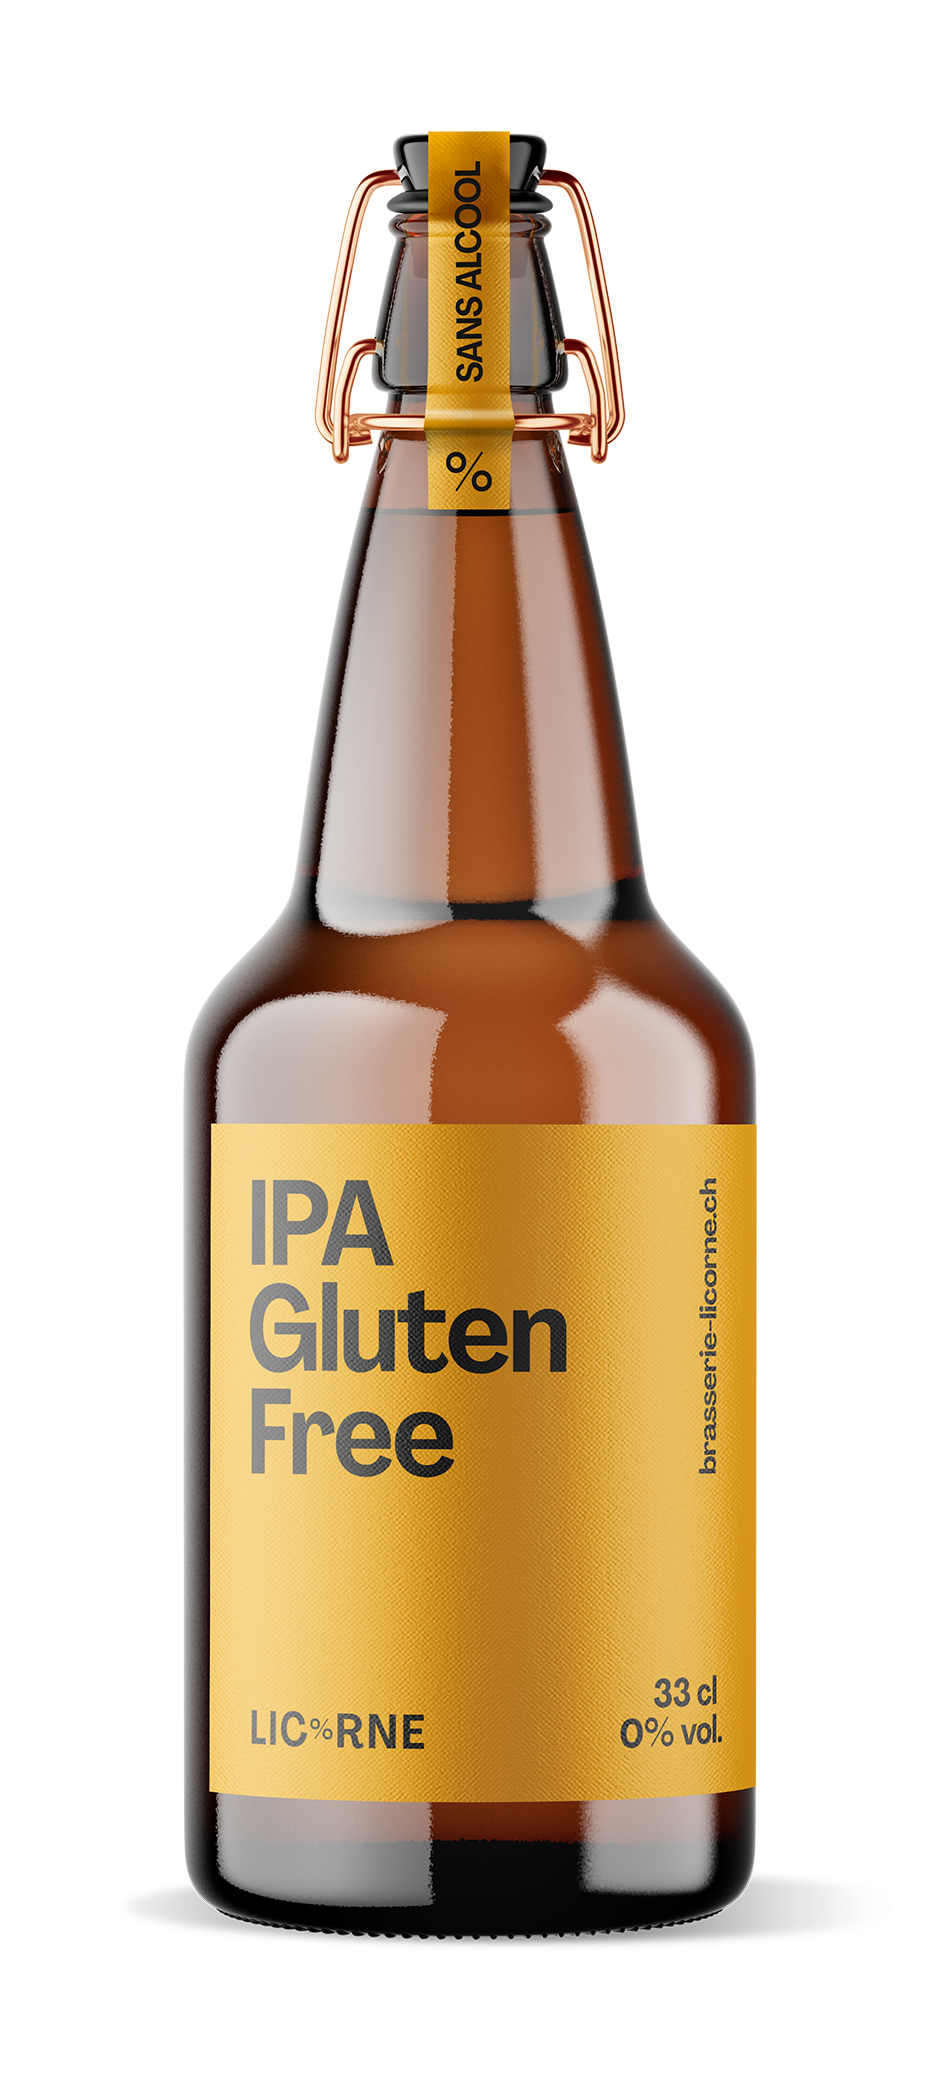 SANS ALCOOL
%
IPA
Gluten
Free
brasserie-licorne.ch
33 cl
0% vol.
LIC%RNE